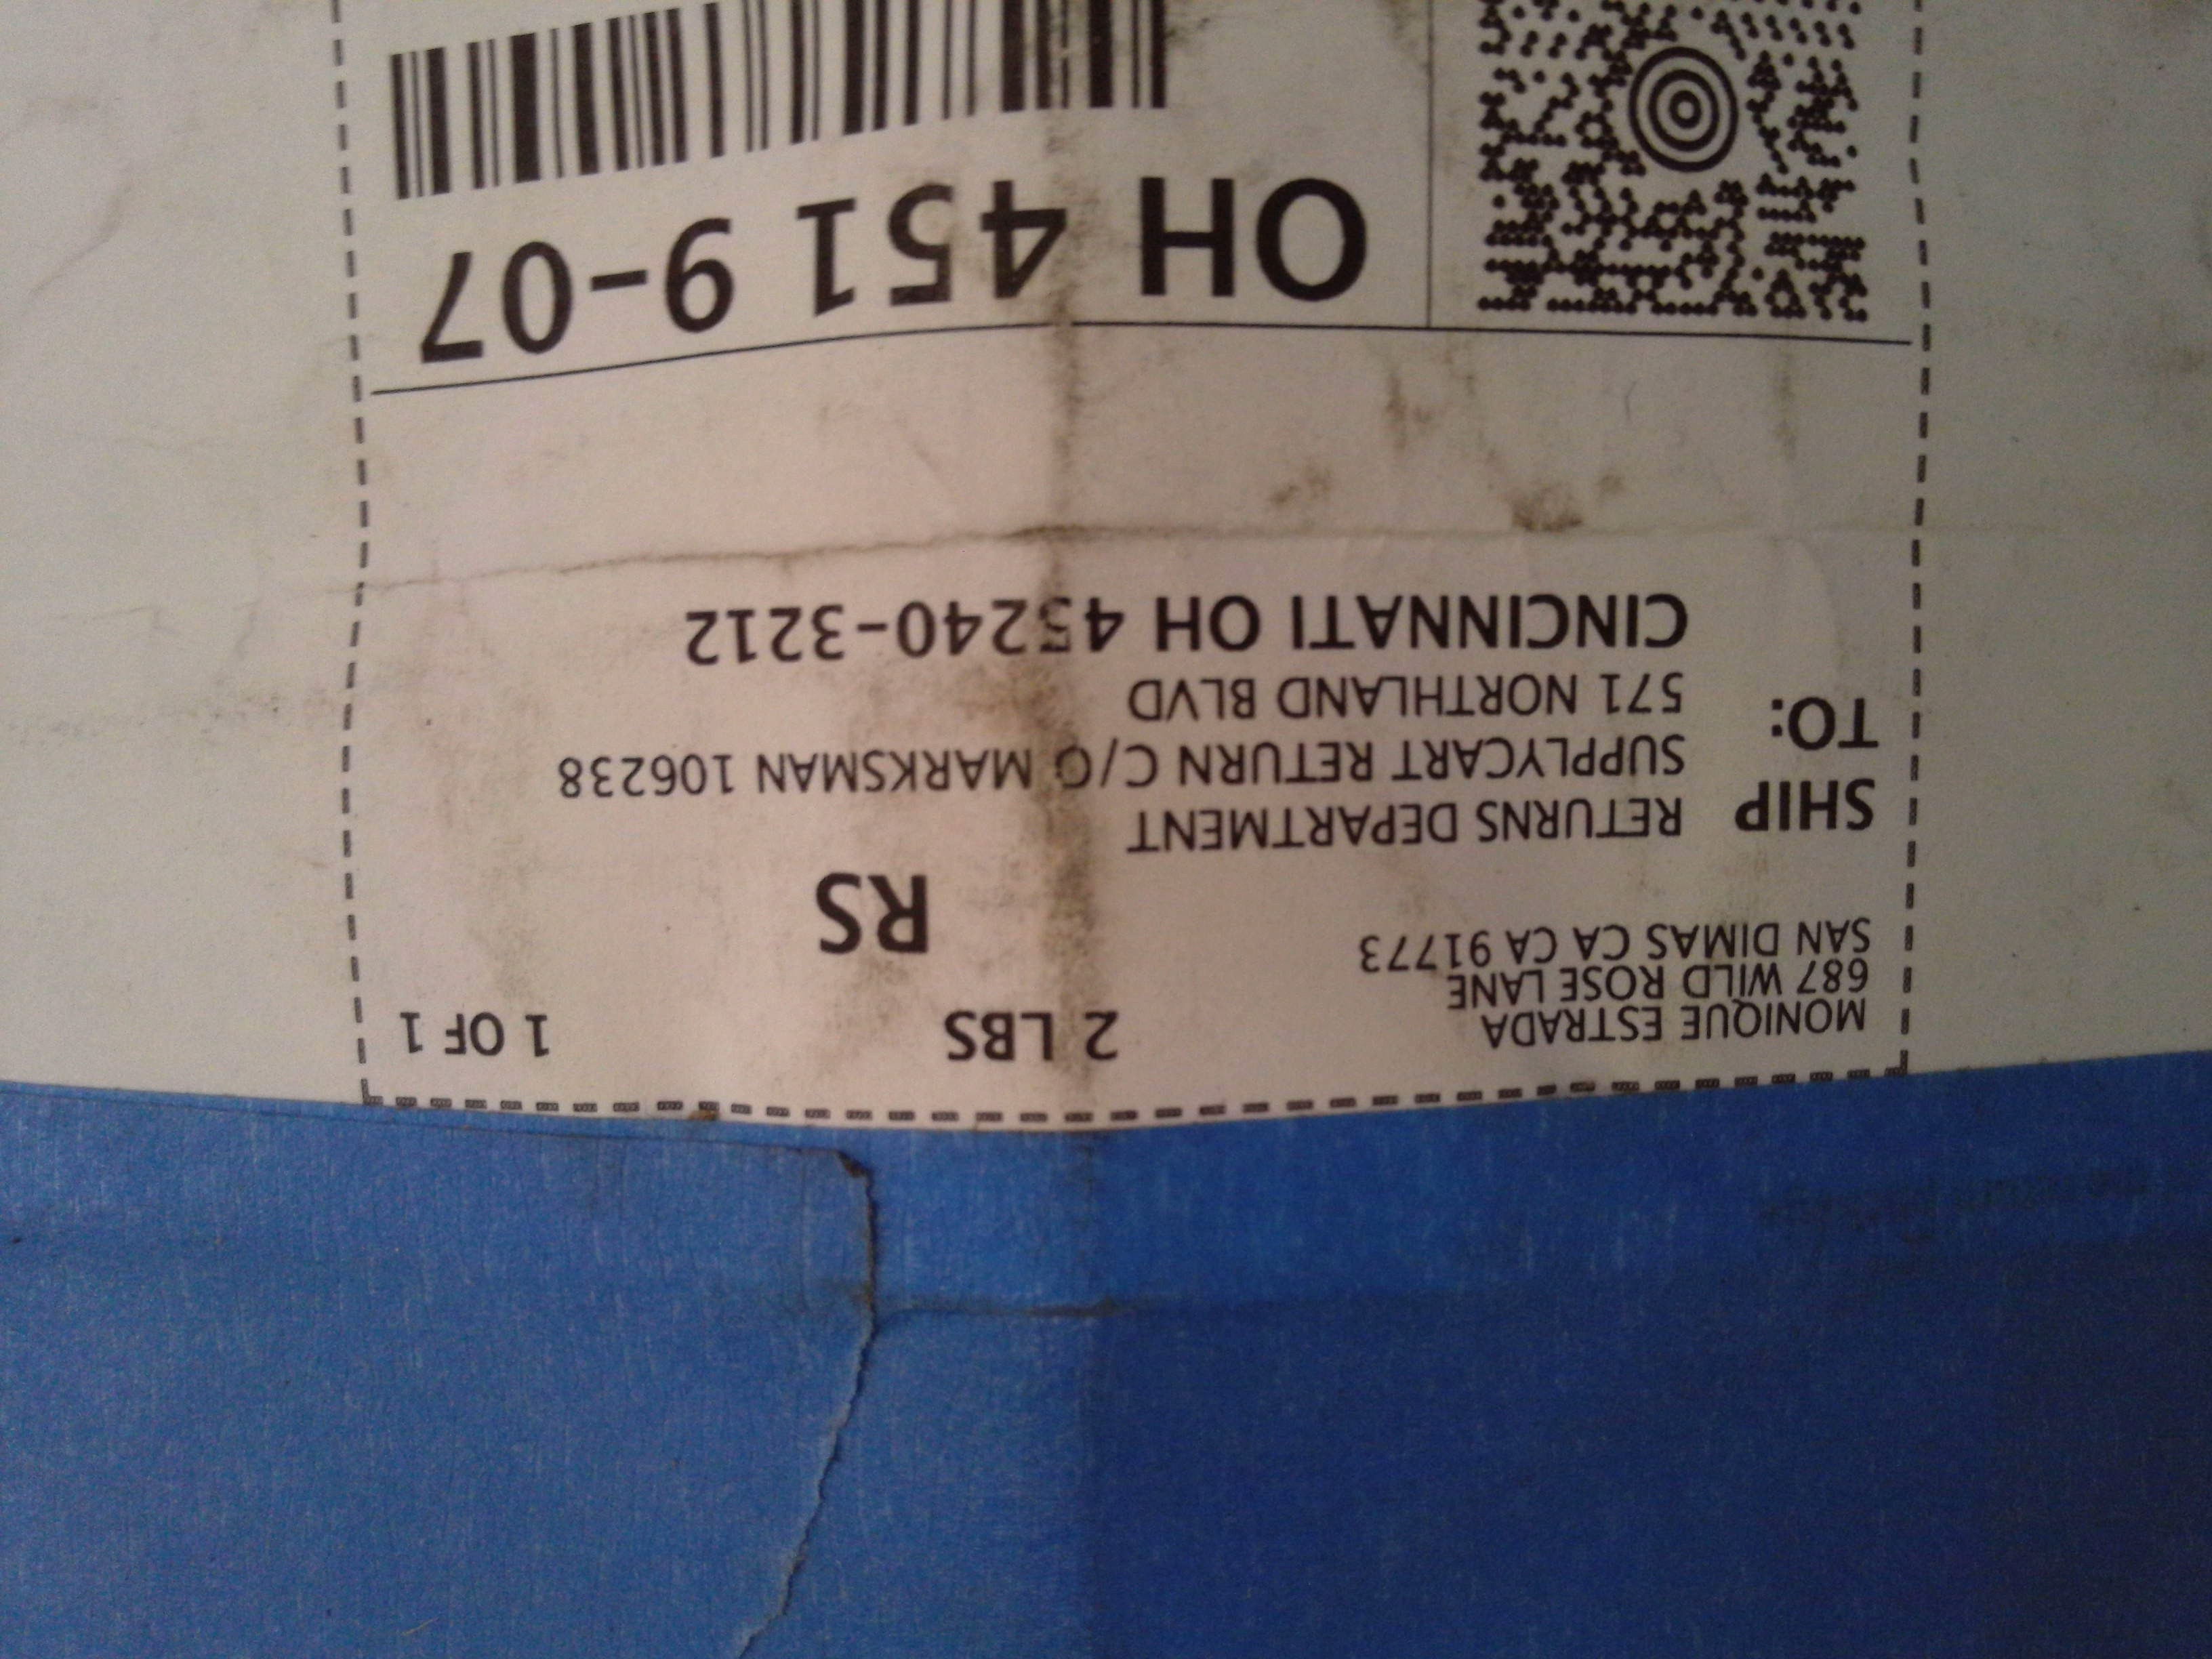 MONIQUE ESTRADA
687 WILD ROSE LANE
SAN DIMAS CA CA 91773
2 LBS
1 OF 1
RS
SHIP
TO:
RETURNS DEPARTMENT
SUPPLYCART RETURN C/O MARKSMAN 106238
571 NORTHLAND BLVD
CINCINNATI OH 45240-3212
OH 451 9-07